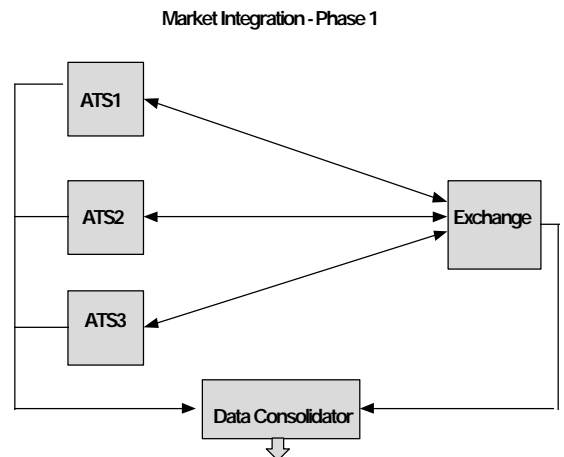 Market Integration - Phase 1
ATS1
ATS2
Exchange
ATS3
Data Consolidator